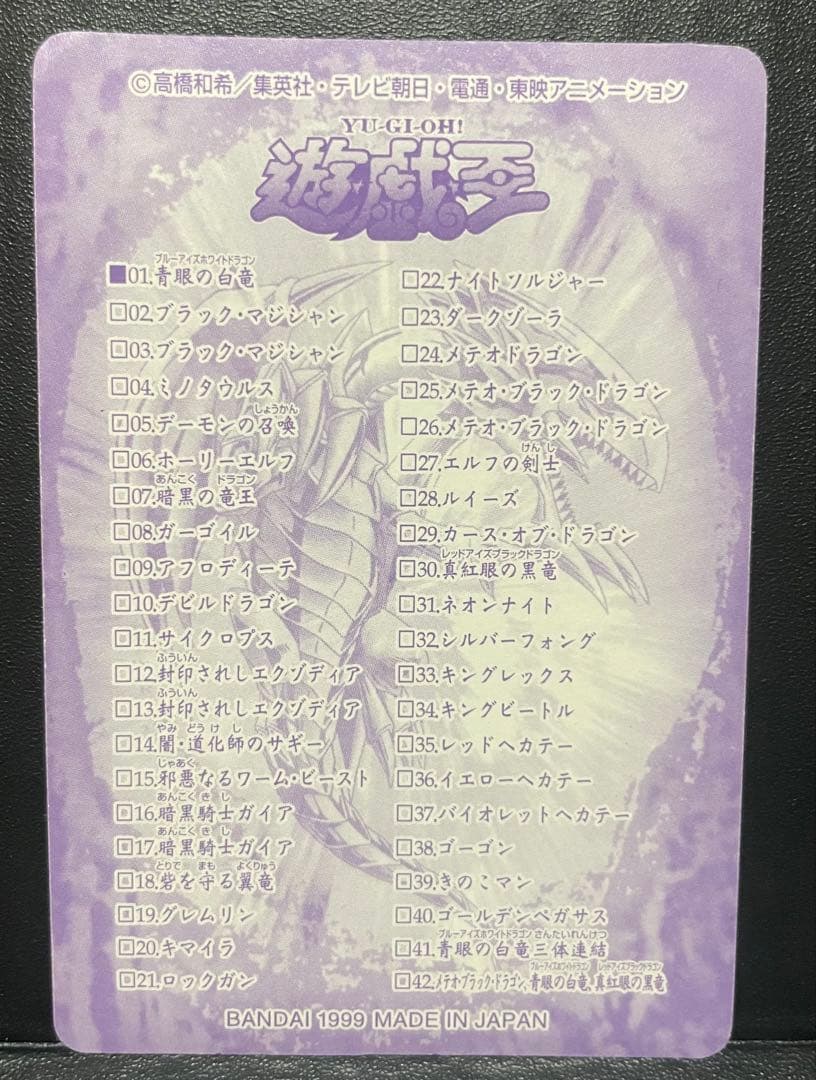 ©高橋和希/集英社・テレビ朝日・電通・東映アニメーション
YU-GI-OH!
遊戯王
ブルーアイズホワイトドラゴン
■01.青眼の白竜
□02.ブラック・マジシャン
□03.ブラック・マジシャン
□04.ミノタウルス
しょうかん
□05.デーモンの召喚
□06.ホーリーエルフ
あんこく ドラゴン
□07.暗黒の竜王
□08.ガーゴイル
□09.アフロディーテ
□10.デビルドラゴン
□11.サイクロプス
ふういん
□12.封印されしエクゾディア
ふういん
□13.封印されしエクゾディア
やみ どうけし
□14.闇・道化師のサギー
じゃあく
□15.邪悪なるワーム・ビースト
あんこくきし
□16.暗黒騎士ガイア
あんこくきし
□17.暗黒騎士ガイア
とりで まも よくりゅう
□18.砦を守る翼竜
□19.グレムリン
□20.キマイラ
□21.ロックガン
□22.ナイトソルジャー
□23.ダークゾーラ
□24.メテオドラゴン
□25.メテオ・ブラック・ドラゴン
□26.メテオ・ブラック・ドラゴン
けんし
□27.エルフの剣士
□28.ルイーズ
□29.カース・オブ・ドラゴン
レッドアイズブラックドラゴン
□30.真紅眼の黒竜
□31.ネオンナイト
□32.シルバーフォング
□33.キングレックス
□34.キングビートル
□35.レッドヘカテー
□36.イエローヘカテー
□37.バイオレットヘカテー
□38.ゴーゴン
□39.きのこマン
□40.ゴールデンペガサス
ブルーアイズホワイトドラゴン さんたいれんけつ
□41.青眼の白竜三体連結
ブルーアイズホワイトドラゴン レッドアイズブラックドラゴン
□42.メテオ・ブラック・ドラゴン、青眼の白竜、真紅眼の黒竜
BANDAI 1999 MADE IN JAPAN